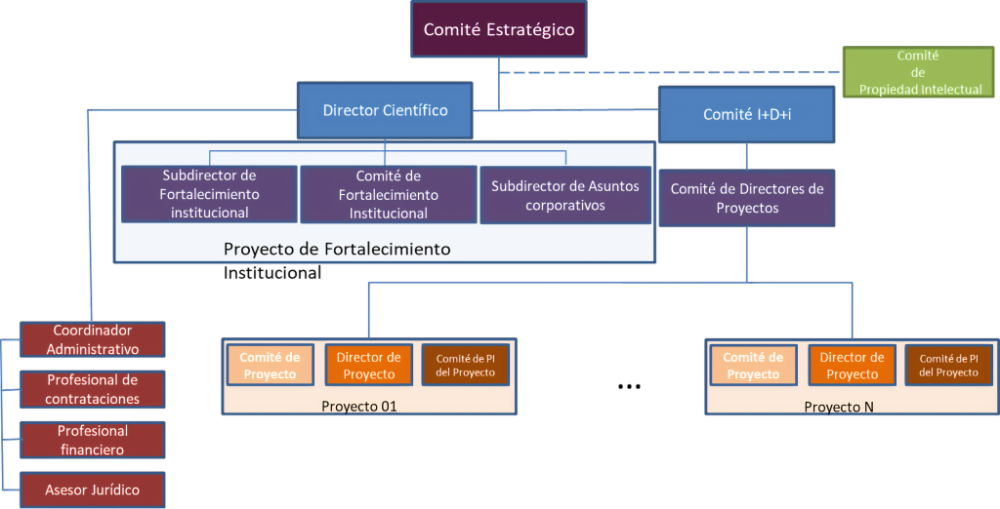 Comité Estratégico
Comité
de
Propiedad Intelectual
Director Científico
Comité I+D+i
Subdirector de
Fortalecimiento
institucional
Comité de
Fortalecimiento
Institucional
Subdirector de Asuntos
corporativos
Comité de Directores de
Proyectos
Proyecto de Fortalecimiento
Institucional
Coordinador
Administrativo
Profesional de
contrataciones
Profesional
financiero
Asesor Jurídico
Comité de
Proyecto
Director de
Proyecto
Comité de PI
del Proyecto
Proyecto 01
...
Comité de
Proyecto
Director de
Proyecto
Comité de PI
del Proyecto
Proyecto N